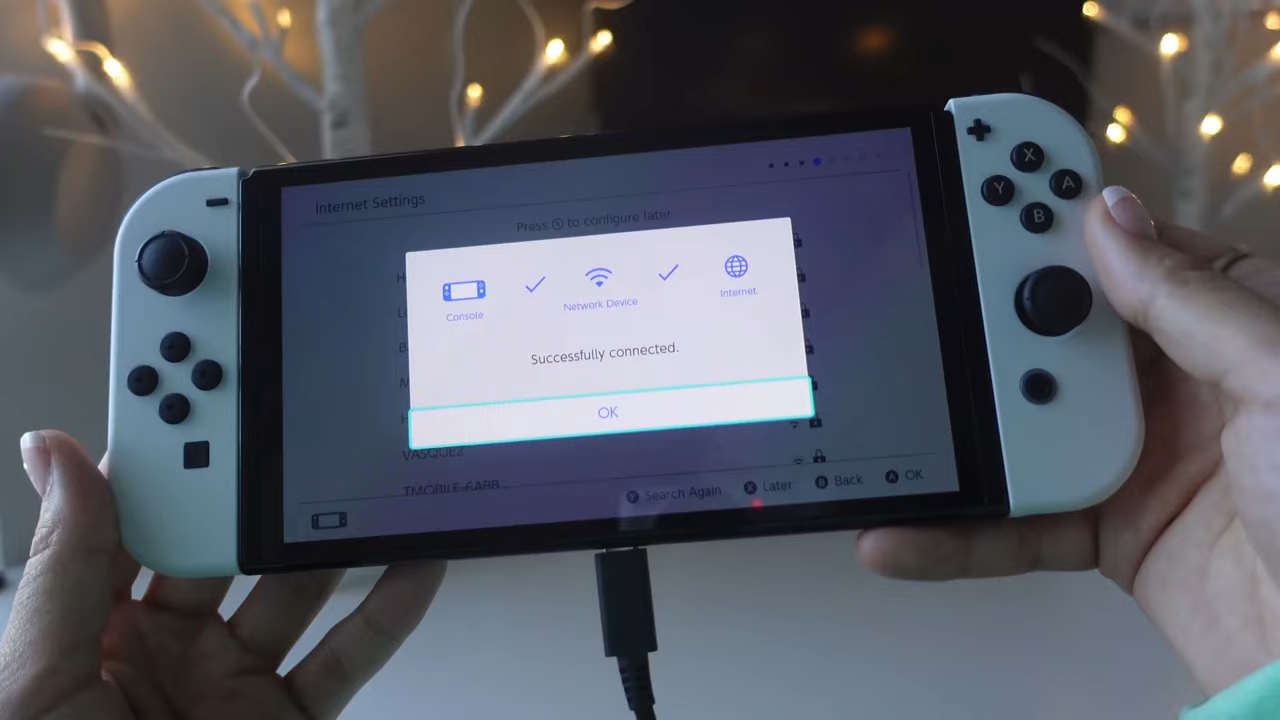 Internet Settings
Press to configure later
Console
Network Device
Internet
Successfully connected.
OK
VASQUEZ
Y Search Again X Later B Back A OK
X
Y
A
B